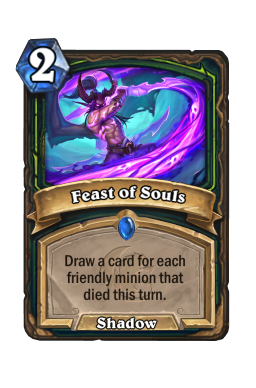 2
Feast of Souls
Draw a card for each
friendly minion that
died this turn.
Shadow